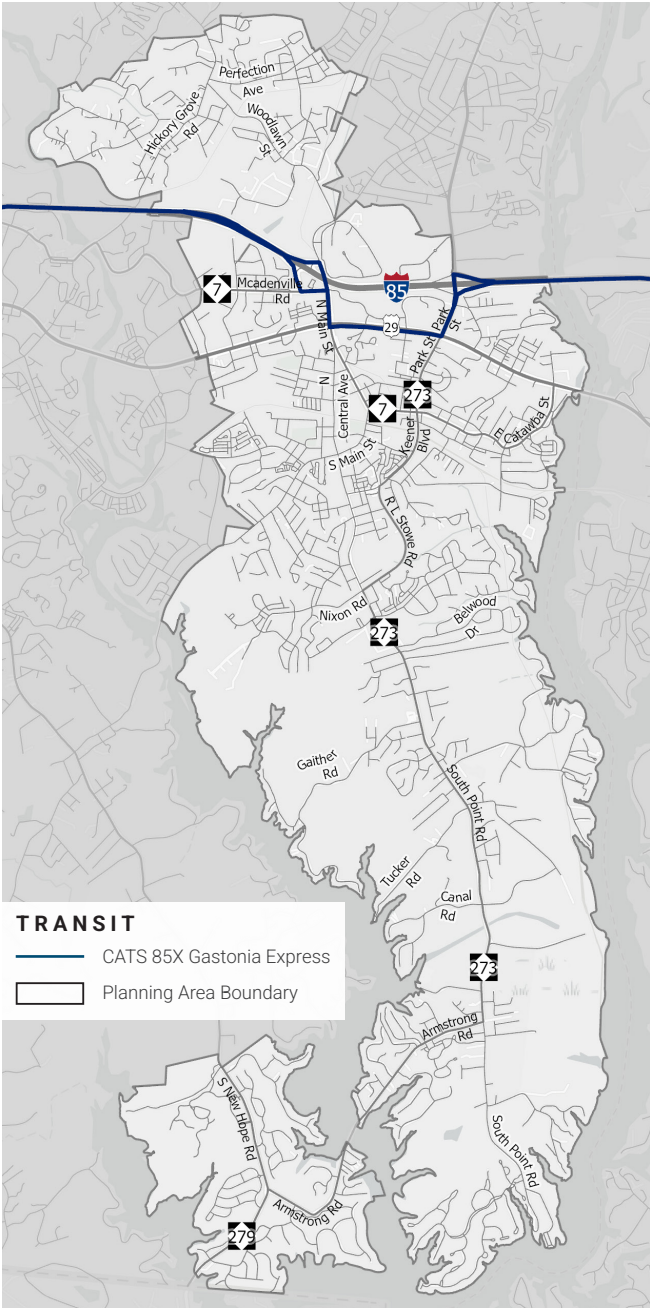 Perfection
Ave
Hickory Grove
Rd
Woodlawn
St
7
Mcadenville
Rd
85
N Main St
29
Park St
Park
St
N
Central Ave
7
273
Keener
Blvd
E
Catawba St
S Main St
R L Stowe Rd
Nixon Rd
Belwood
Dr
273
Gaither
Rd
South Point Rd
Tucker
Rd
Canal
Rd
TRANSIT
CATS 85X Gastonia Express
Planning Area Boundary
273
Armstrong
Rd
S New Hope Rd
South Point Rd
Armstrong Rd
279